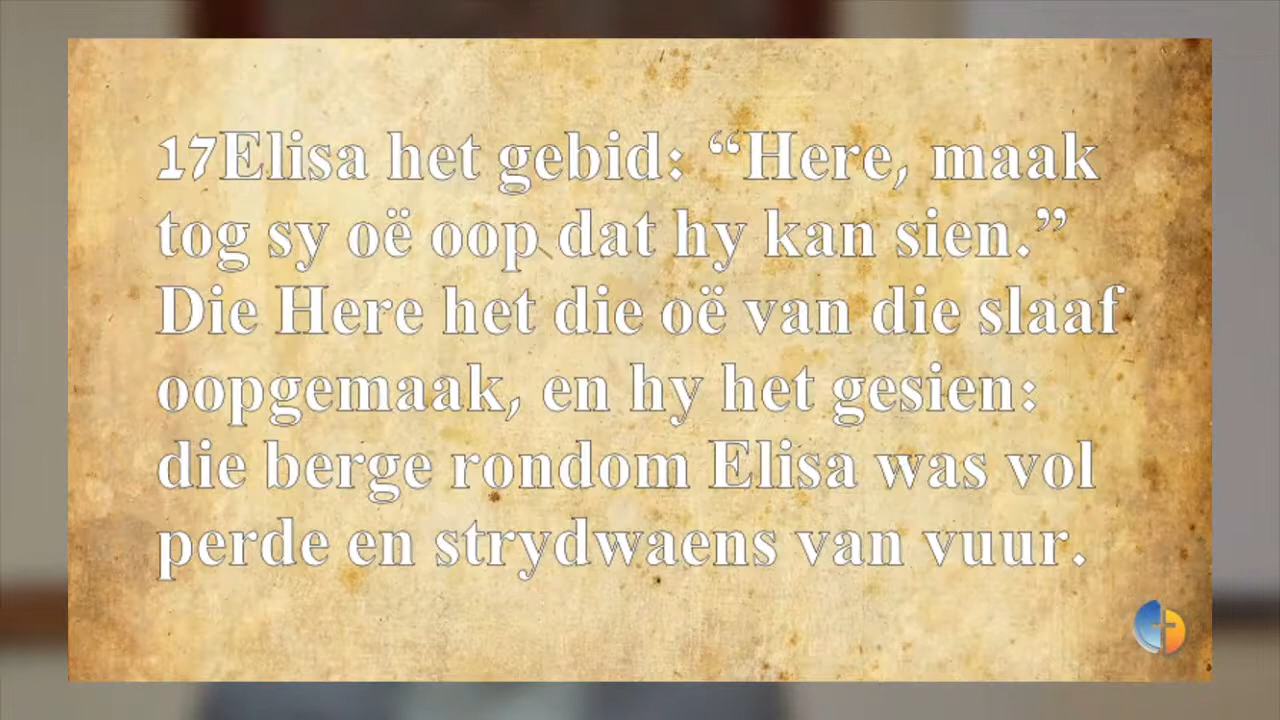 17Elisa het gebid: “Here, maak
tog sy oë oop dat hy kan sien.”
Die Here het die oë van die slaaf
oopgemaak, en hy het gesien:
die berge rondom Elisa was vol
perde en strydwaens van vuur.